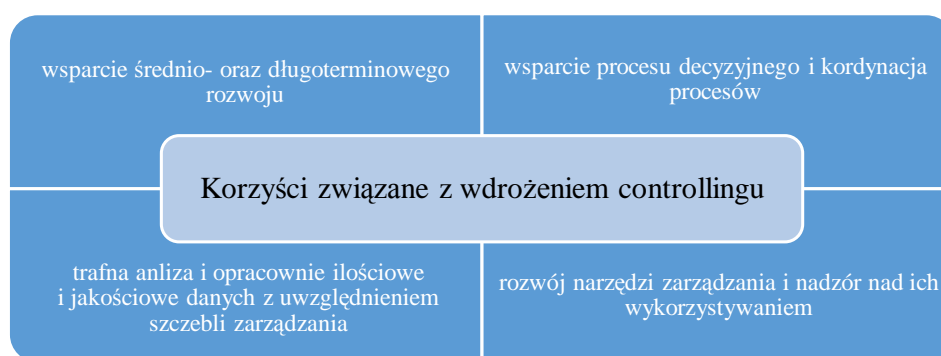 wsparcie średnio- oraz długoterminowego
rozwoju
wsparcie procesu decyzyjnego i kordynacja
procesów
Korzyści związane z wdrożeniem controllingu
trafna anliza i opracownie ilościowe
i jakościowe danych z uwzględnieniem
szczebli zarządzania
rozwój narzędzi zarządzania i nadzór nad ich
wykorzystywaniem